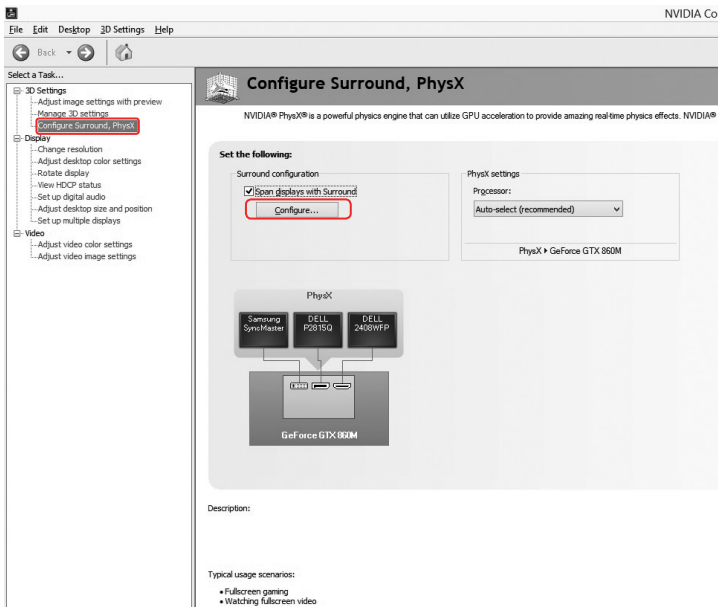 NVIDIA Co
File Edit Desktop 3D Settings Help
Back
Select a Task...
3D Settings
Adjust image settings with preview
Manage 3D settings
Configure Surround, PhysX
Display
Change resolution
Adjust desktop color settings
Rotate display
View HDCP status
Set up digital audio
Adjust desktop size and position
Set up multiple displays
Video
Adjust video color settings
Adjust video image settings
Configure Surround, PhysX
NVIDIA® PhysX® is a powerful physics engine that can utilize GPU acceleration to provide amazing real-time physics effects. NVIDIA®
Set the following:
Surround configuration
Span displays with Surround
Configure...
PhysX settings
Processor:
Auto-select (recommended)
PhysX ▸ GeForce GTX 860M
PhysX
Samsung SyncMaster
DELL P2815Q
DELL 2408WFP
GeForce GTX 860M
Description:
Typical usage scenarios:
• Fullscreen gaming
• Watching fullscreen video